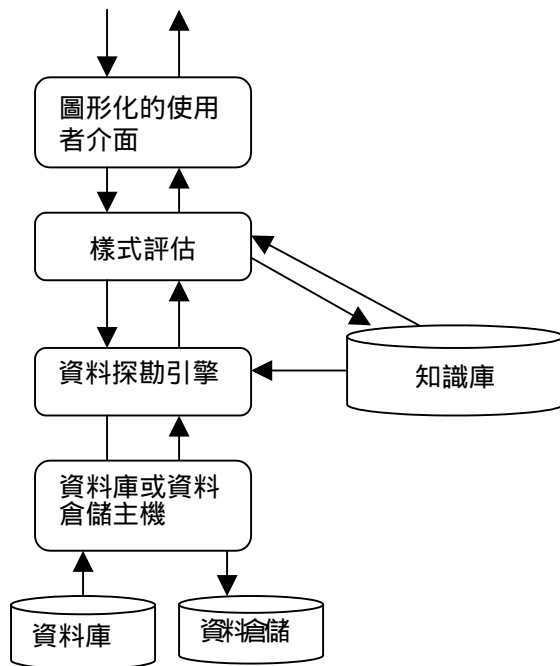 圖形化的使用
者介面
樣式評估
資料探勘引擎
知識庫
資料庫或資料
倉儲主機
資料庫
資料倉儲